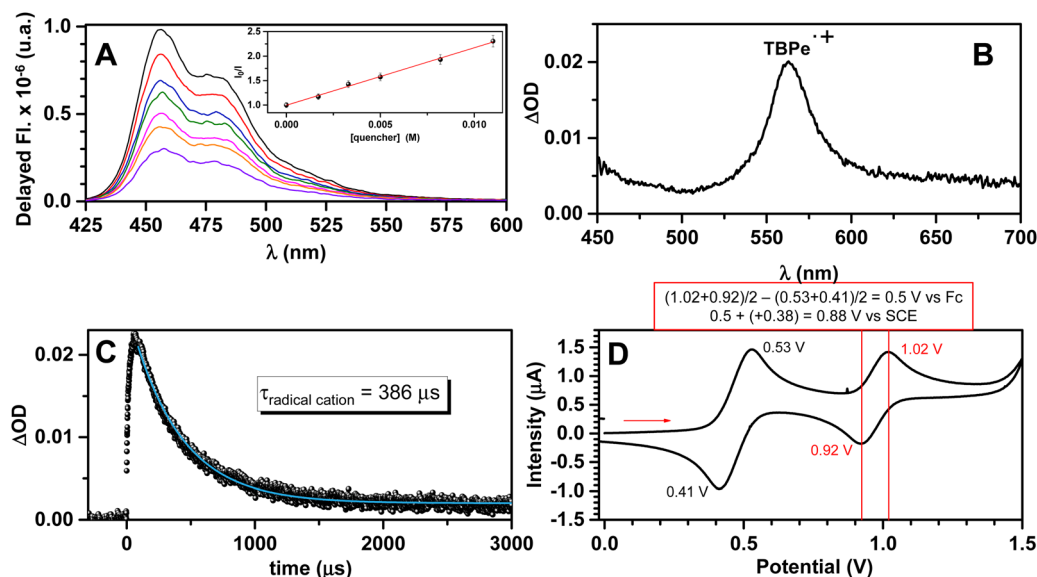 A
Delayed Fl. x 10⁻⁶ (u.a.)
1.0
0.5
0.0
425 450 475 500 525 550 575 600
λ (nm)
I₀/I
2.5
2.0
1.5
1.0
0.000 0.005 0.010
[quencher] (M)
B
TBPe·+
ΔOD
0.02
0.01
0.00
450 500 550 600 650 700
λ (nm)
C
ΔOD
0.02
0.01
0.00
τradical cation = 386 μs
0 1000 2000 3000
time (μs)
(1.02+0.92)/2 – (0.53+0.41)/2 = 0.5 V vs Fc
0.5 + (+0.38) = 0.88 V vs SCE
D
Intensity (μA)
1.5
1.0
0.5
0.0
-0.5
-1.0
-1.5
0.53 V
1.02 V
0.92 V
0.41 V
0.0 0.5 1.0 1.5
Potential (V)